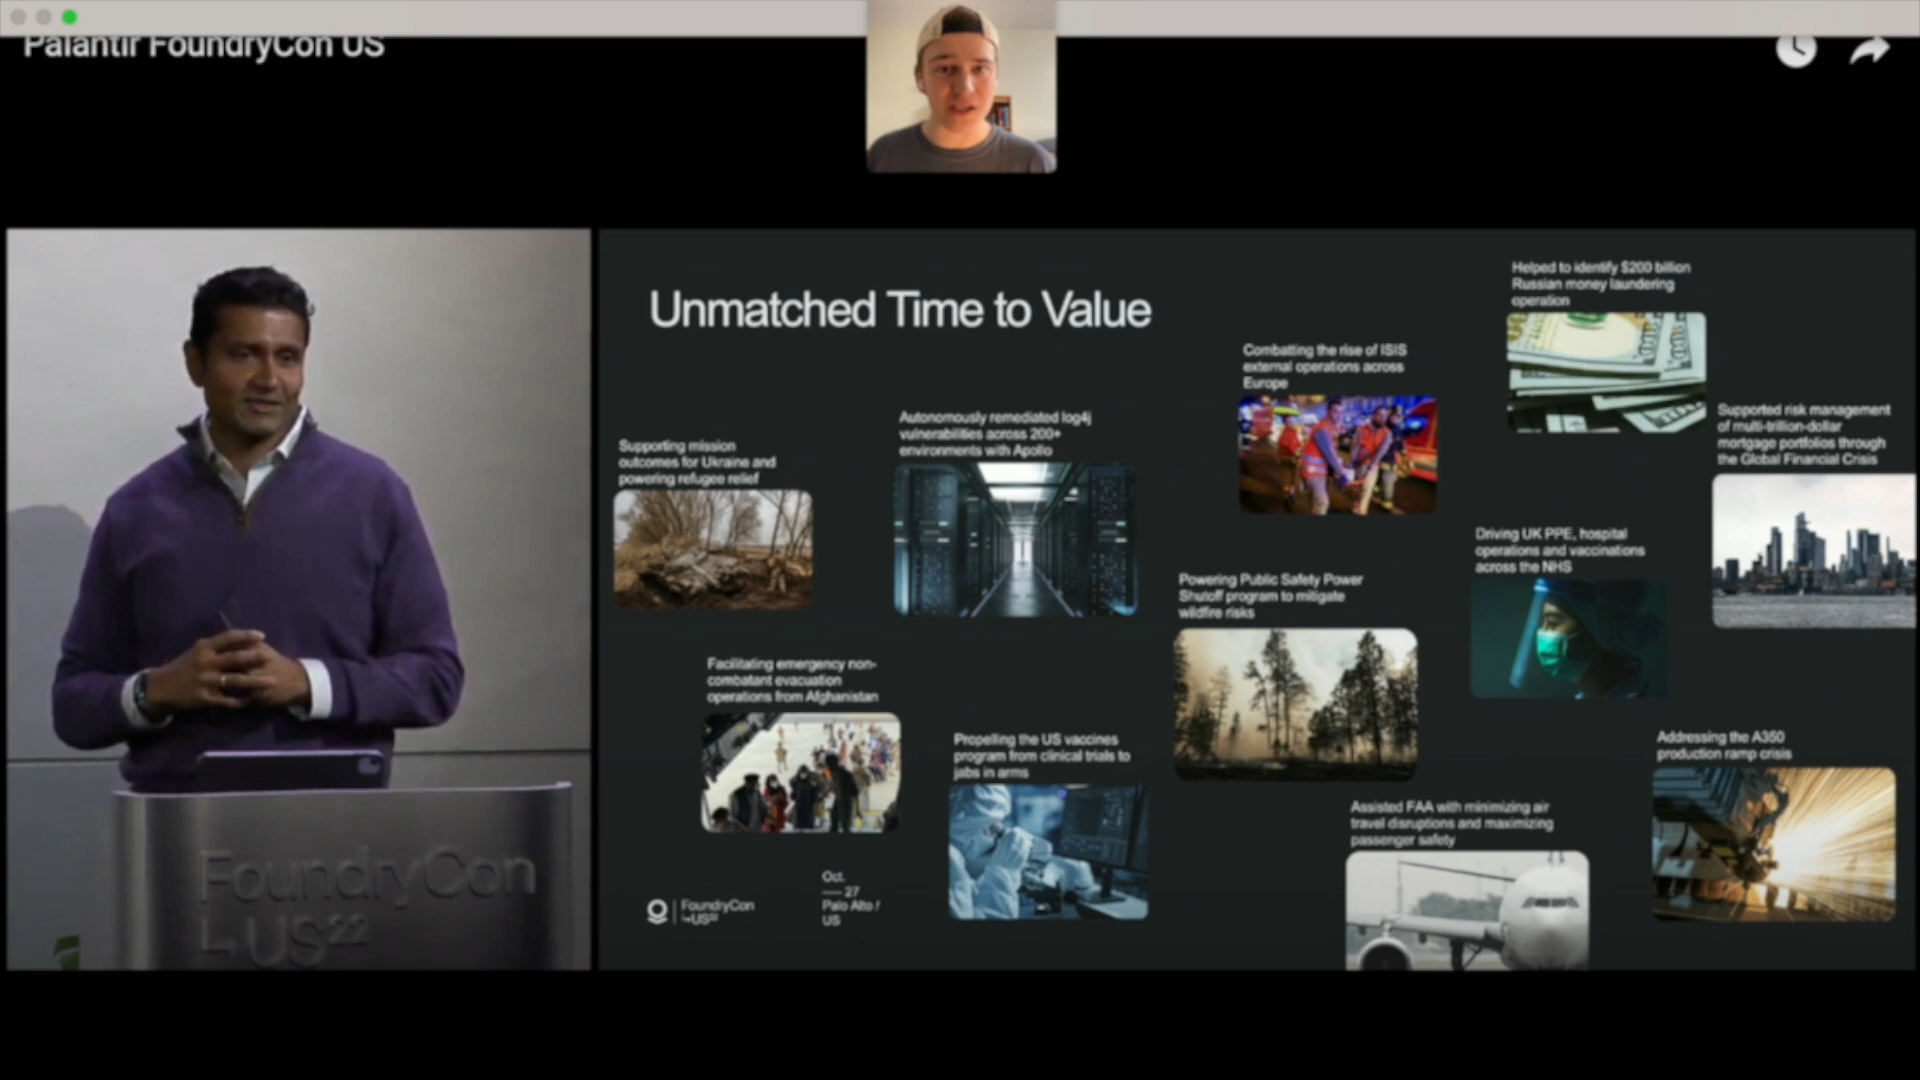 Palantir FoundryCon US
Unmatched Time to Value
Helped to identify $200 billion
Russian money laundering
operation
Combatting the rise of ISIS
external operations across
Europe
Supported risk management
of multi-trillion-dollar
mortgage portfolios through
the Global Financial Crisis
Autonomously remediated log4j
vulnerabilities across 200+
environments with Apollo
Supporting mission
outcomes for Ukraine and
powering refugee relief
Driving UK PPE, hospital
operations and vaccinations
across the NHS
Powering Public Safety Power
Shutoff program to mitigate
wildfire risks
Facilitating emergency non-
combatant evacuation
operations from Afghanistan
Propelling the US vaccines
program from clinical trials to
jabs in arms
Addressing the A350
production ramp crisis
Assisted FAA with minimizing air
travel disruptions and maximizing
passenger safety
FoundryCon
↳US22
Oct.
— 27
Palo Alto /
US
FoundryCon
↳US22